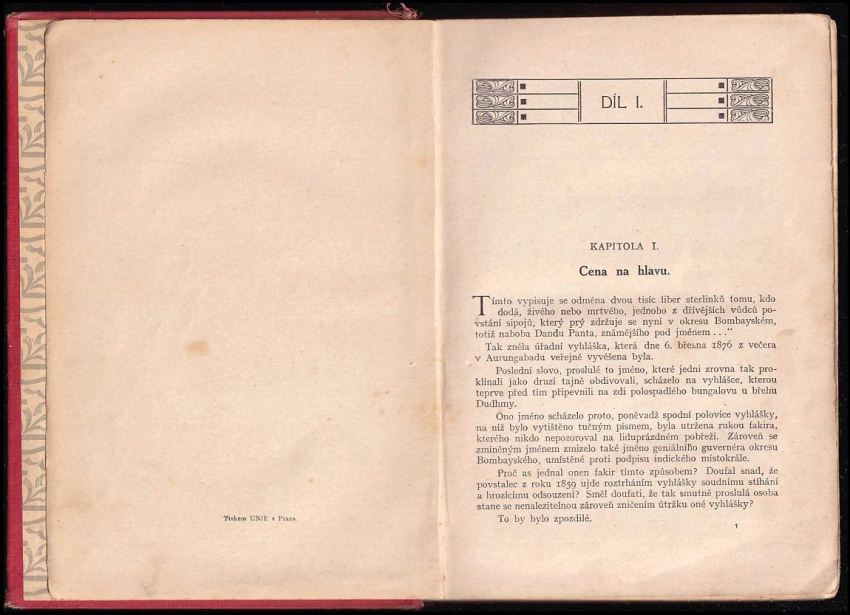 Tiskem UNIE v Praze.
DÍL I.
KAPITOLA I.
Cena na hlavu.
Tímto vypisuje se odměna dvou tisíc liber sterlinků tomu, kdo
dodá, živého nebo mrtvého, jednoho z dřívějších vůdců po-
vstání sipojů, který prý zdržuje se nyní v okresu Bombayském,
totiž naboba Dandu Panta, známějšího pod jménem . . .“
Tak zněla úřadní vyhláška, která dne 6. března 1876 z večera
v Aurungabadu veřejně vyvěšena byla.
Poslední slovo, proslulé to jméno, které jedni zrovna tak pro-
klínali jako druzí tajně obdivovali, scházelo na vyhlášce, kterou
teprve před tím připevnili na zdi polospadlého bungalovu u břehu
Dudhmy.
Ono jméno scházelo proto, poněvadž spodní polovice vyhlášky,
na níž bylo vytištěno tučným písmem, byla utržena rukou fakira,
kterého nikdo nepozoroval na liduprázdném pobřeží. Zároveň se
zmíněným jménem zmizelo také jméno geniálního guvernéra okresu
Bombayského, umístěné proti podpisu indického místokrále.
Proč as jednal onen fakir tímto způsobem? Doufal snad, že
povstalec z roku 1859 ujde roztrháním vyhlášky soudnímu stíhání
a hrozícímu odsouzení? Směl doufati, že tak smutně proslulá osoba
stane se nenalezitelnou zároveň zničením útržku oné vyhlášky?
To by bylo zpozdilé.
1